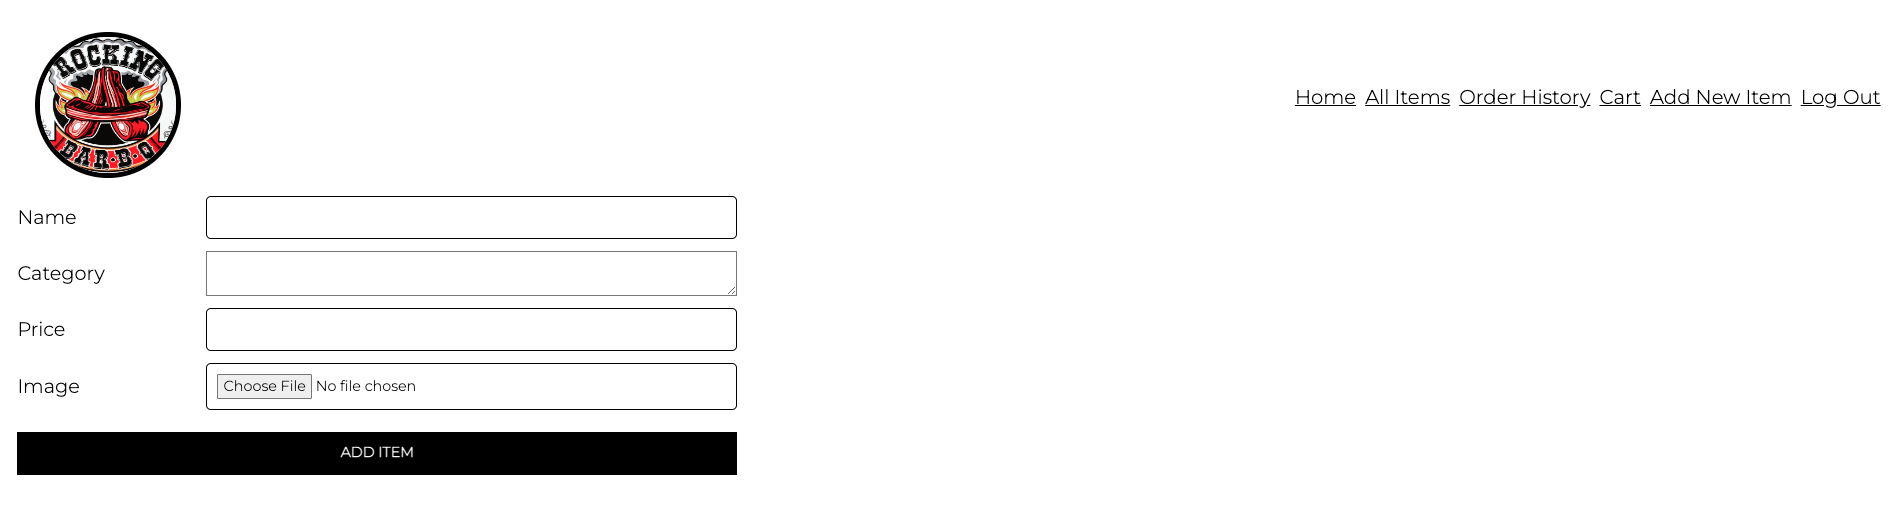 ROCKING
BAR·B·Q
Home All Items Order History Cart Add New Item Log Out
Name
Category
Price
Image
Choose File No file chosen
ADD ITEM